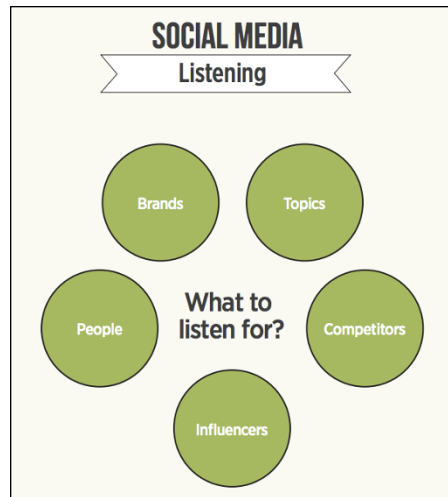 SOCIAL MEDIA
Listening
Brands
Topics
People
What to
listen for?
Competitors
Influencers